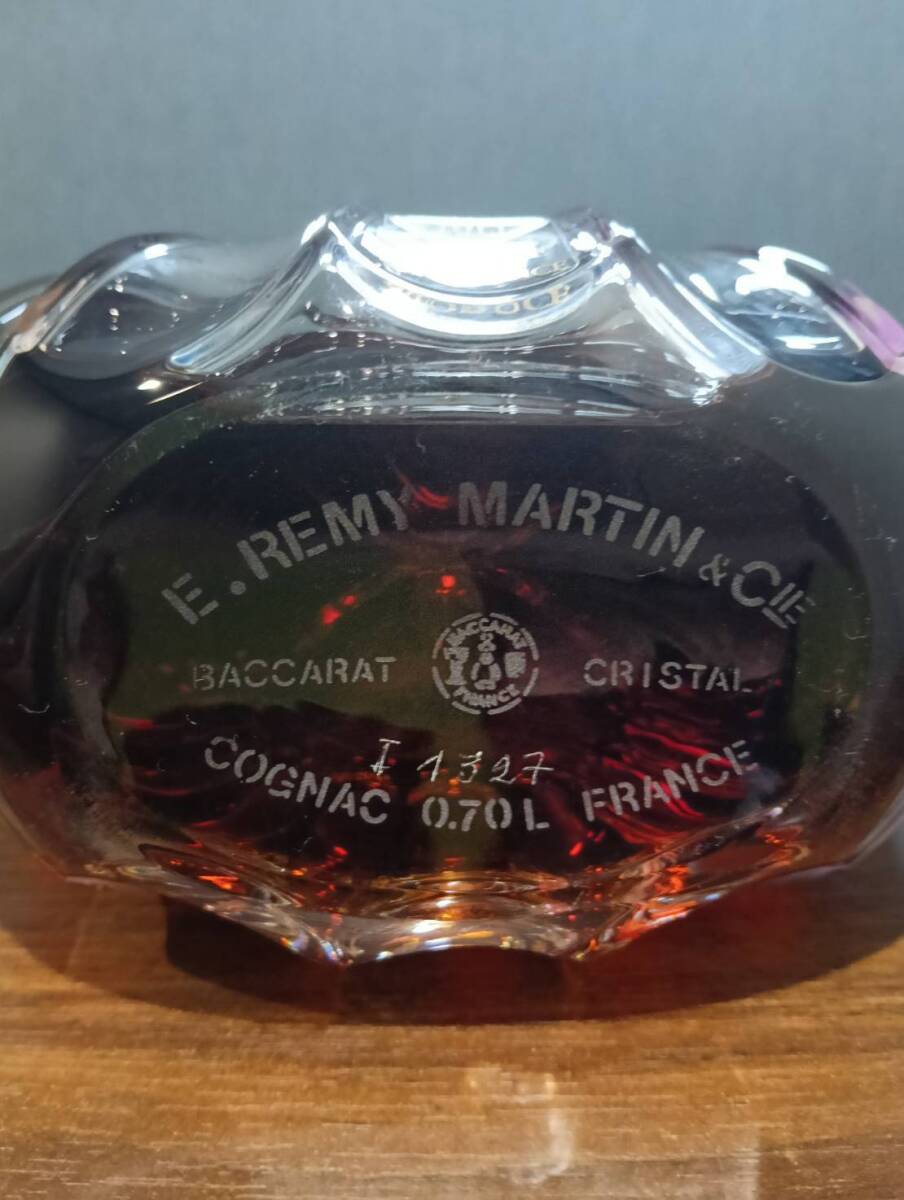 E. REMY MARTIN & CIE
BACCARAT
BACCARAT
FRANCE
CRISTAL
I 1327
COGNAC 0.70L FRANCE